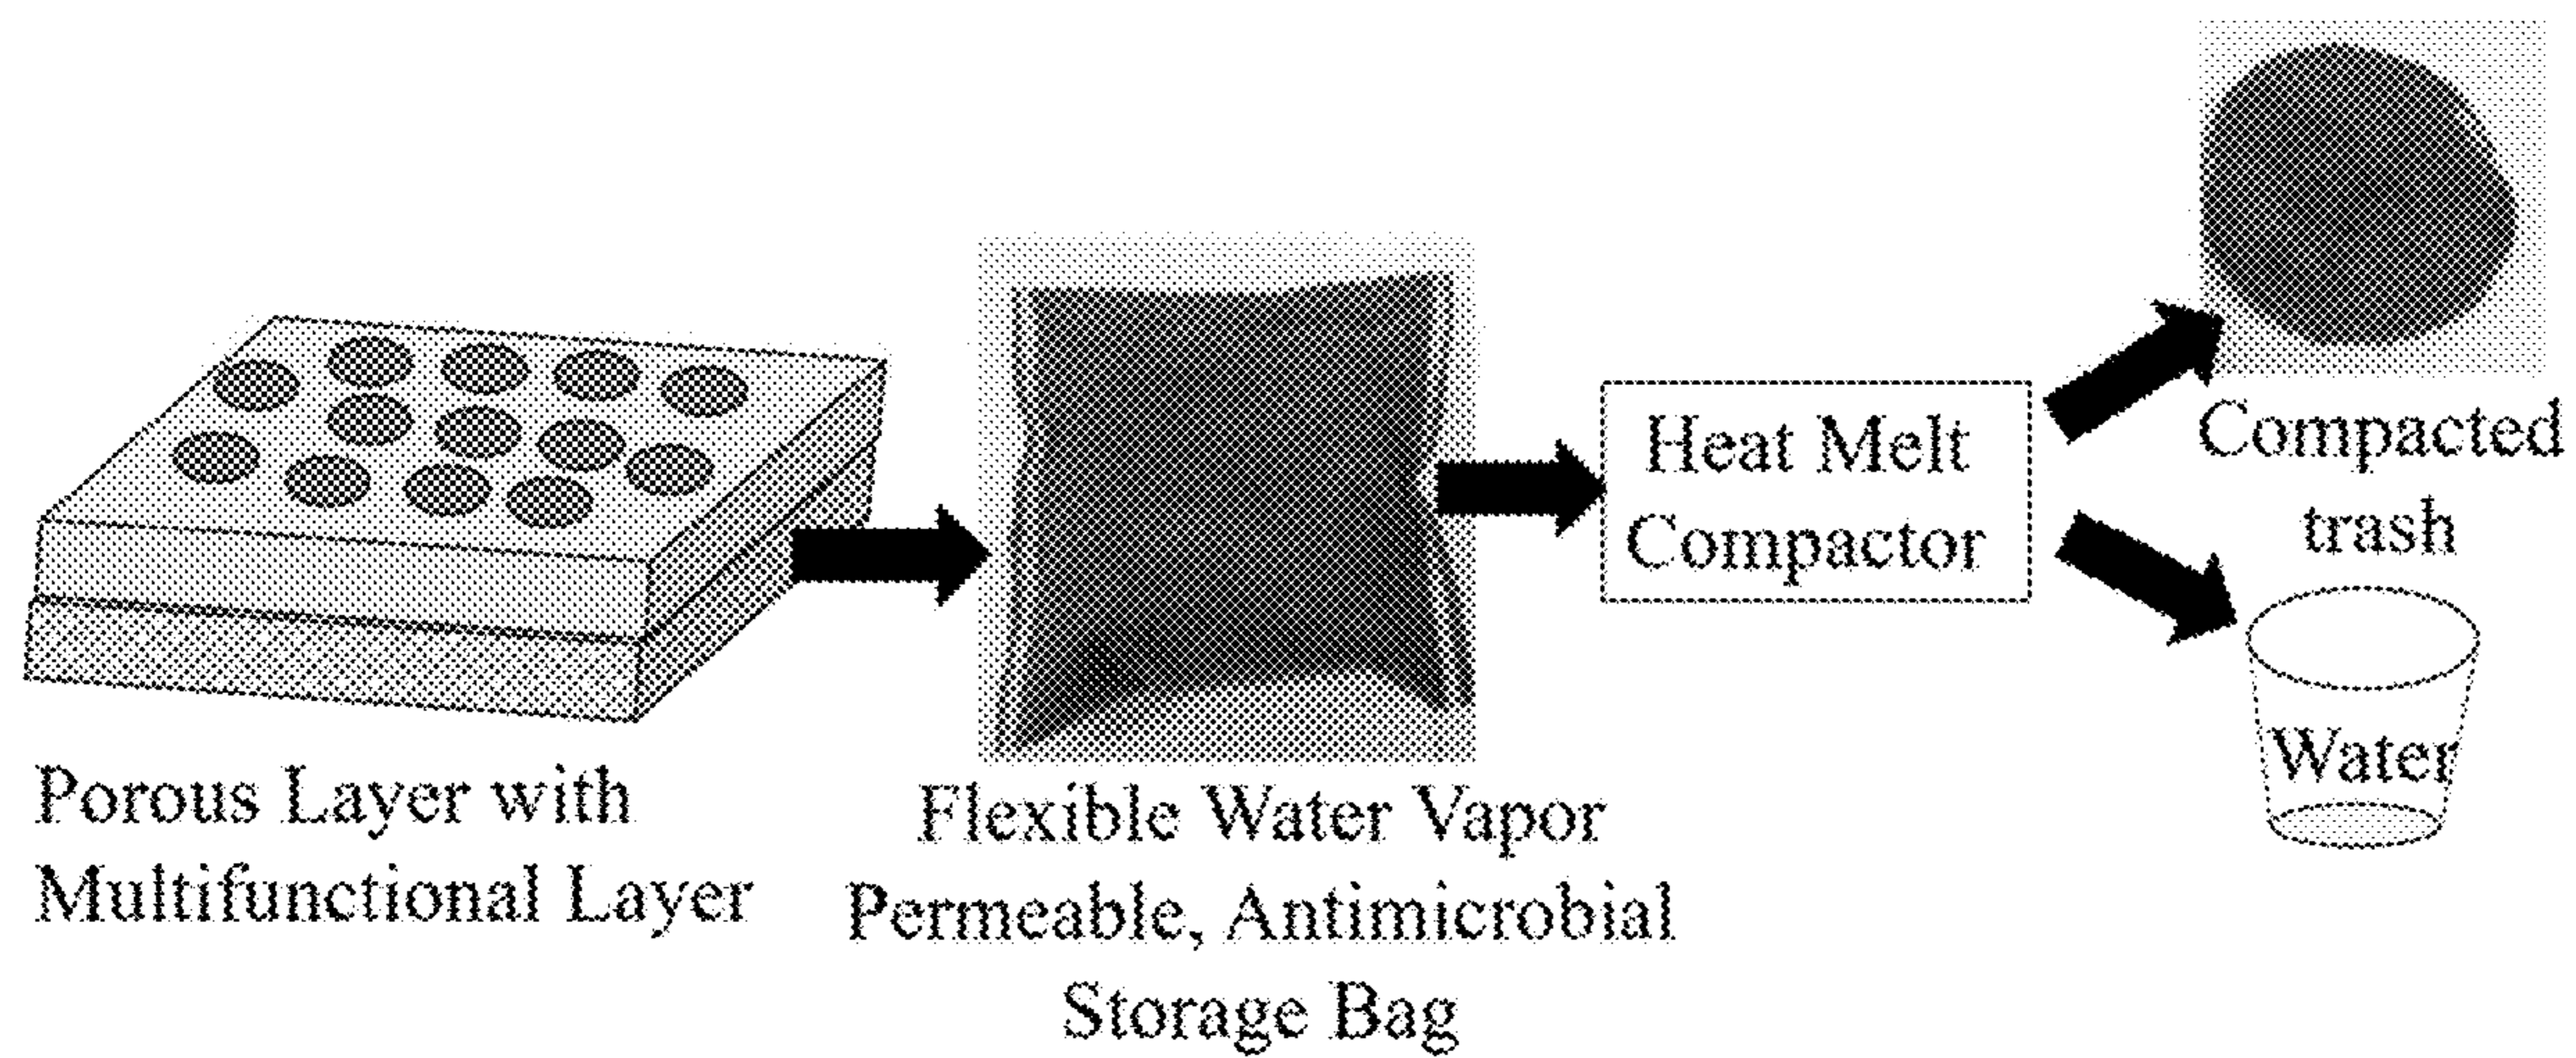 Porous Layer with
Multifunctional Layer
Flexible Water Vapor
Permeable, Antimicrobial
Storage Bag
Heat Melt
Compactor
Compacted
trash
Water